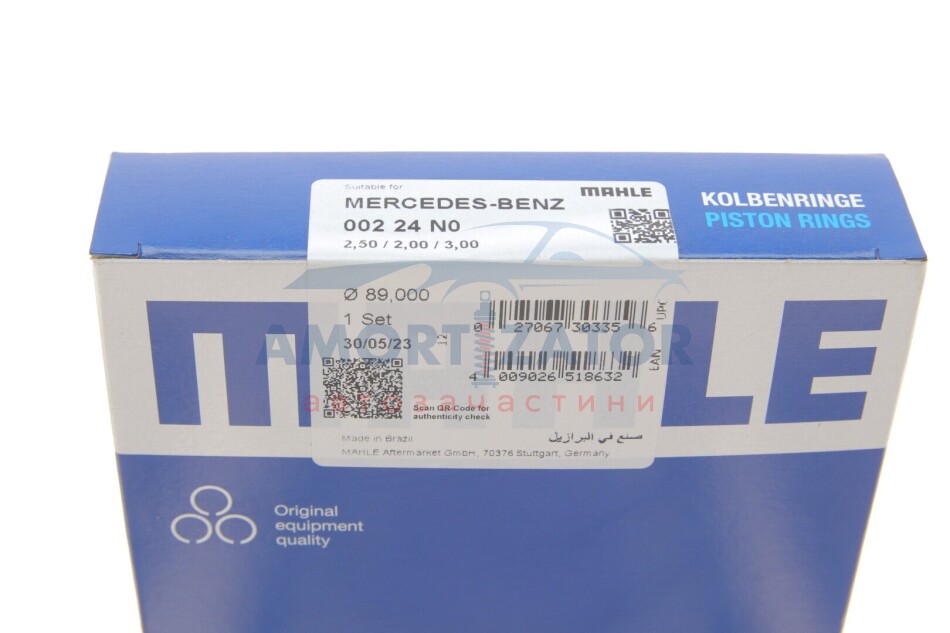 Suitable for
MAHLE
MERCEDES-BENZ
002 24 N0
2,50 / 2,00 / 3,00
KOLBENRINGE
PISTON RINGS
Ø 89,000
1 Set
30/05/23
12
0 27067 30335 6
UPC
4 009026 518632
EAN
Scan QR-Code for
authenticity check
Made in Brazil
صنع في البرازيل
MAHLE Aftermarket GmbH, 70376 Stuttgart, Germany
MAHLE
AMORTIZATOR
автозапчастини
Original
equipment
quality